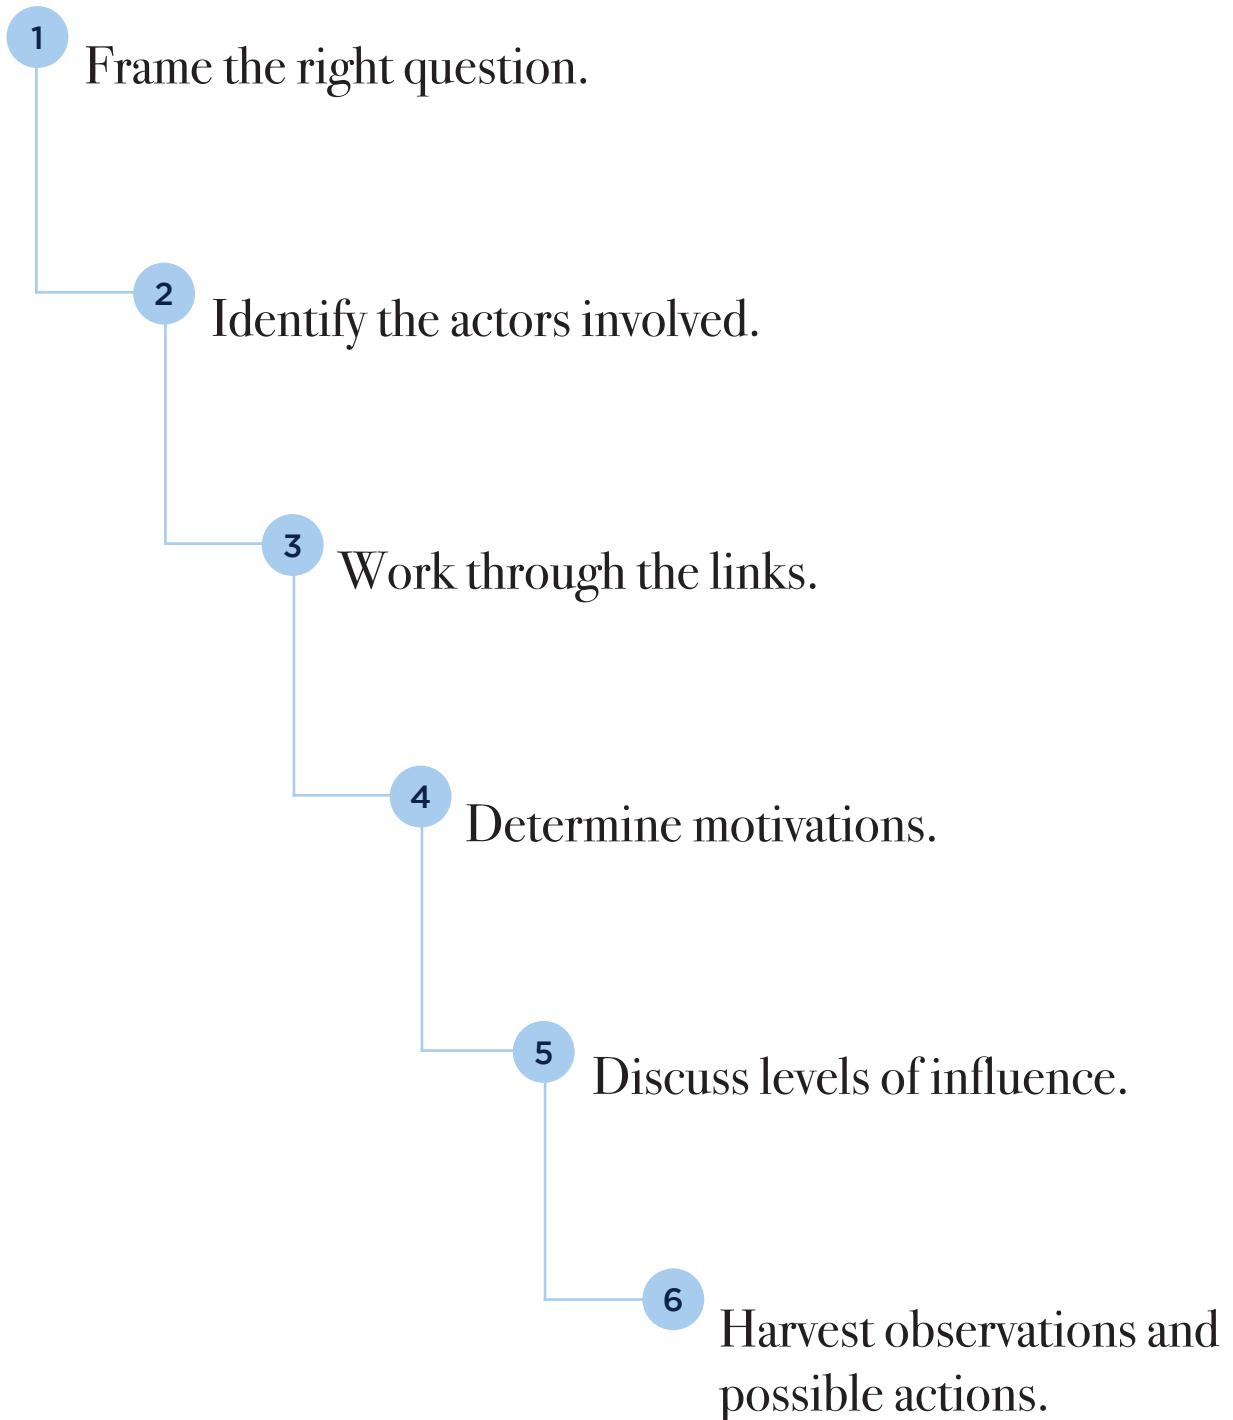 1
Frame the right question.
2
Identify the actors involved.
3
Work through the links.
4
Determine motivations.
5
Discuss levels of influence.
6
Harvest observations and
possible actions.